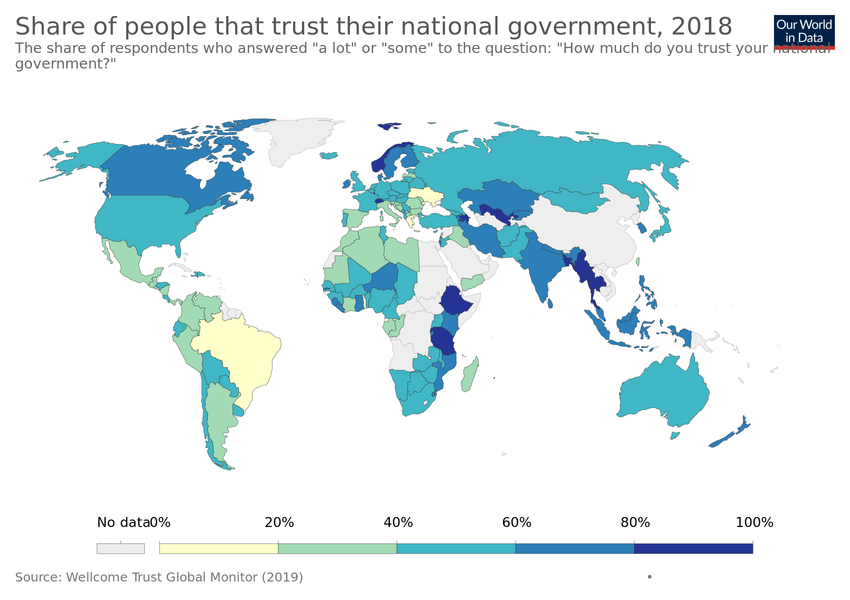 Share of people that trust their national government, 2018
Our World
in Data
The share of respondents who answered "a lot" or "some" to the question: "How much do you trust your national
government?"
No data
0%
20%
40%
60%
80%
100%
Source: Wellcome Trust Global Monitor (2019)